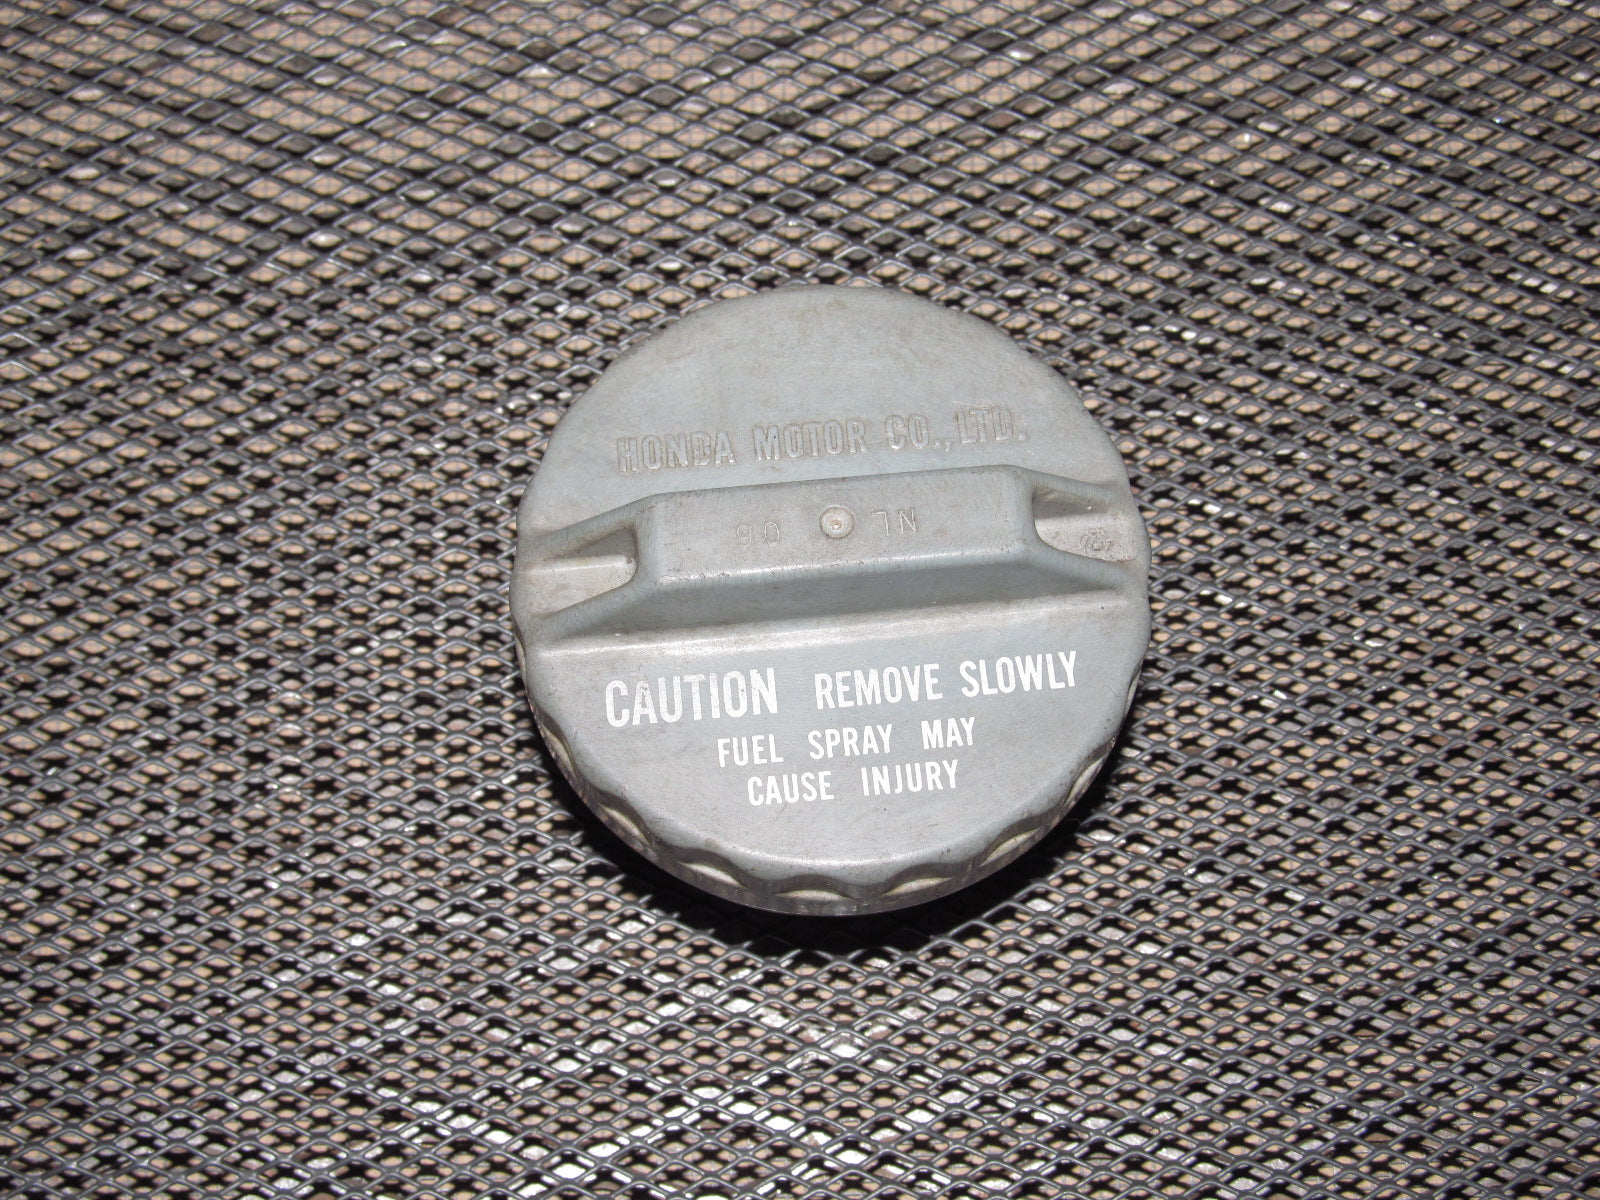 HONDA MOTOR CO., LTD.
CAUTION REMOVE SLOWLY
FUEL SPRAY MAY
CAUSE INJURY